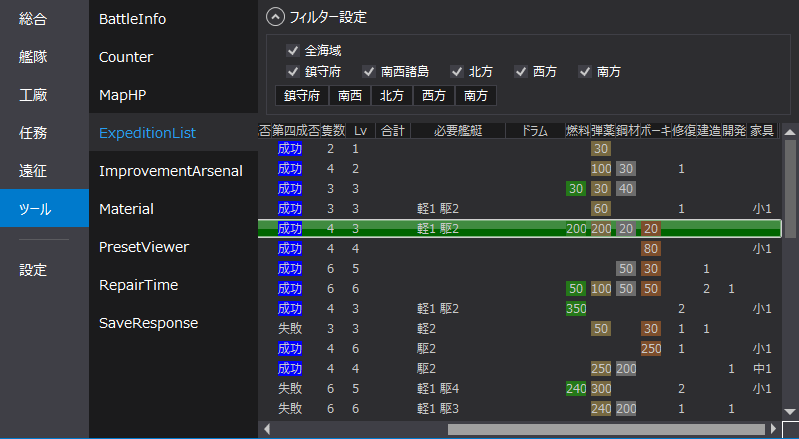 総合
艦隊
工廠
任務
遠征
ツール
設定
BattleInfo
Counter
MapHP
ExpeditionList
ImprovementArsenal
Material
PresetViewer
RepairTime
SaveResponse
フィルター設定
全海域
鎮守府 南西諸島 北方 西方 南方
鎮守府 南西 北方 西方 南方
否 第四成否 隻数 Lv 合計 必要艦艇 ドラム 燃料 弾薬 鋼材 ボーキ 修復 建造 開発 家具
成功 2 1 30
成功 4 2 100 30 1
成功 3 3 30 30 40
成功 3 3 軽1 駆2 60 1 小1
成功 4 3 軽1 駆2 200 200 20 20
成功 4 4 80 小1
成功 6 5 50 30 1
成功 6 6 50 100 50 50 2 1
成功 4 3 軽1 駆2 350 2 小1
失敗 3 3 軽2 50 30 1 1
成功 4 6 駆2 250 1 小1
成功 4 4 駆2 250 200 1 中1
失敗 6 5 軽1 駆4 240 300 2 小1
失敗 6 6 軽1 駆3 240 200 1 1